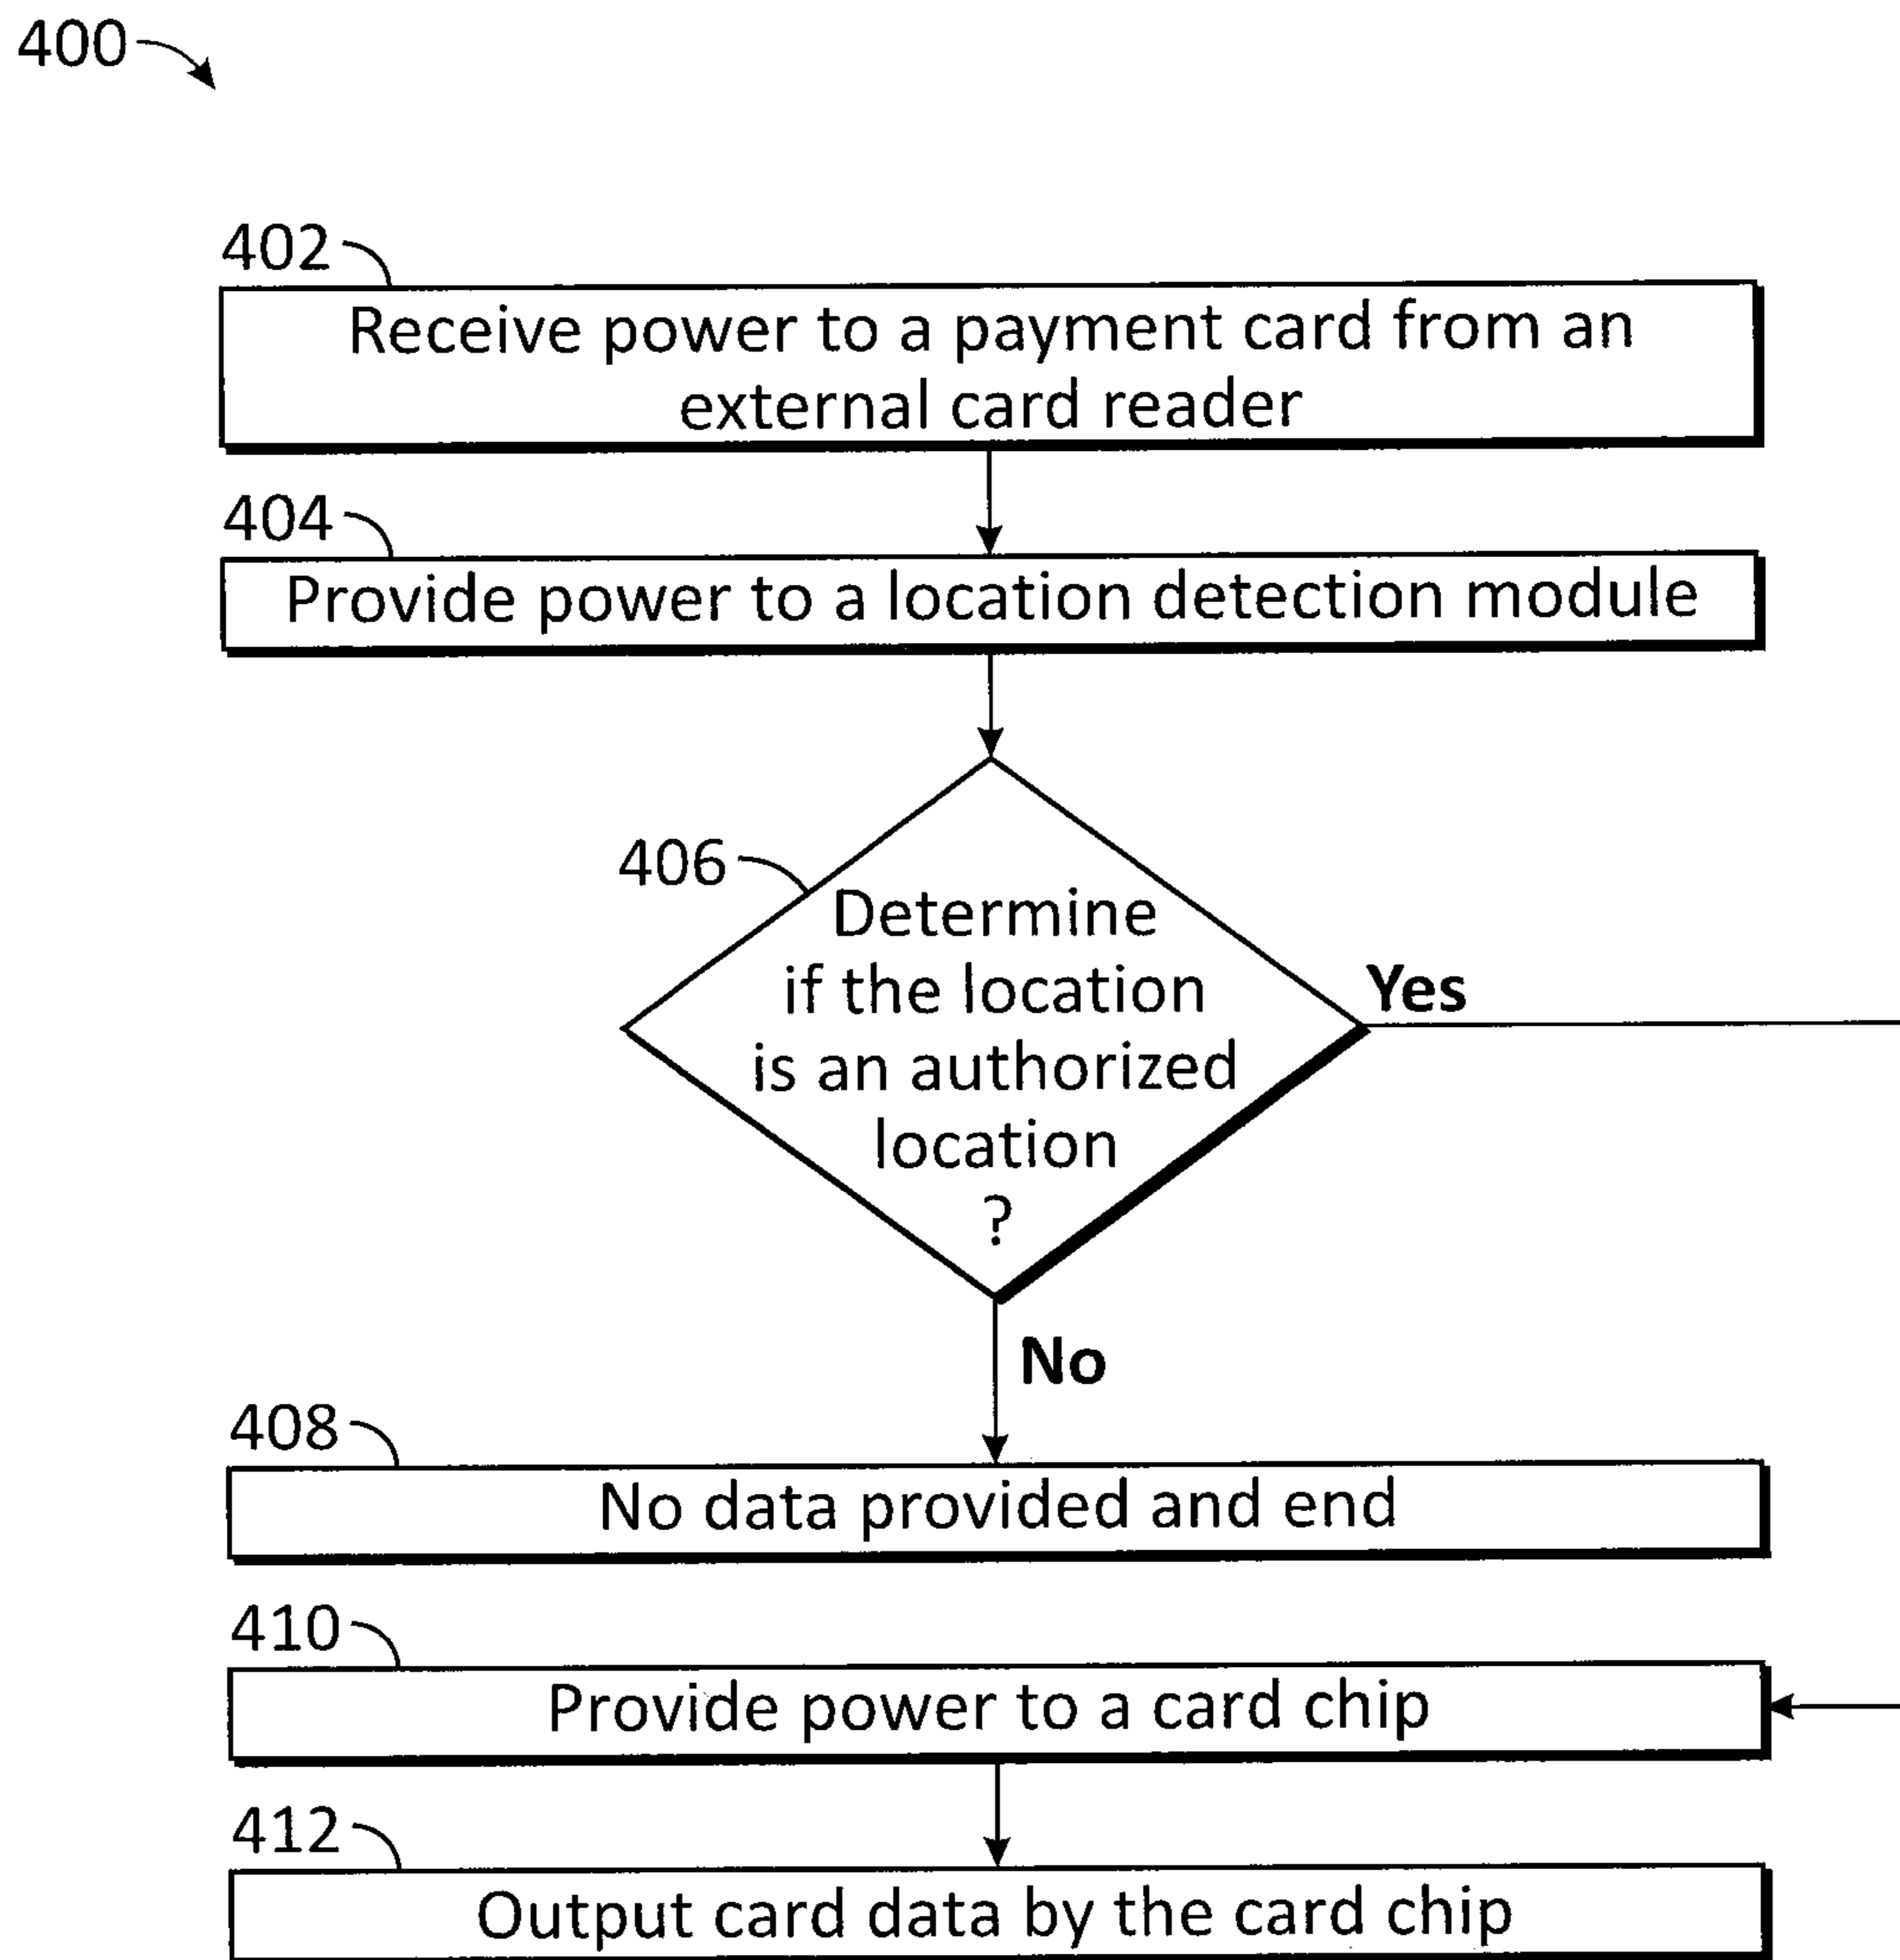 400
402
Receive power to a payment card from an
external card reader
404
Provide power to a location detection module
406
Determine
if the location
is an authorized
location
?
Yes
No
408
No data provided and end
410
Provide power to a card chip
412
Output card data by the card chip